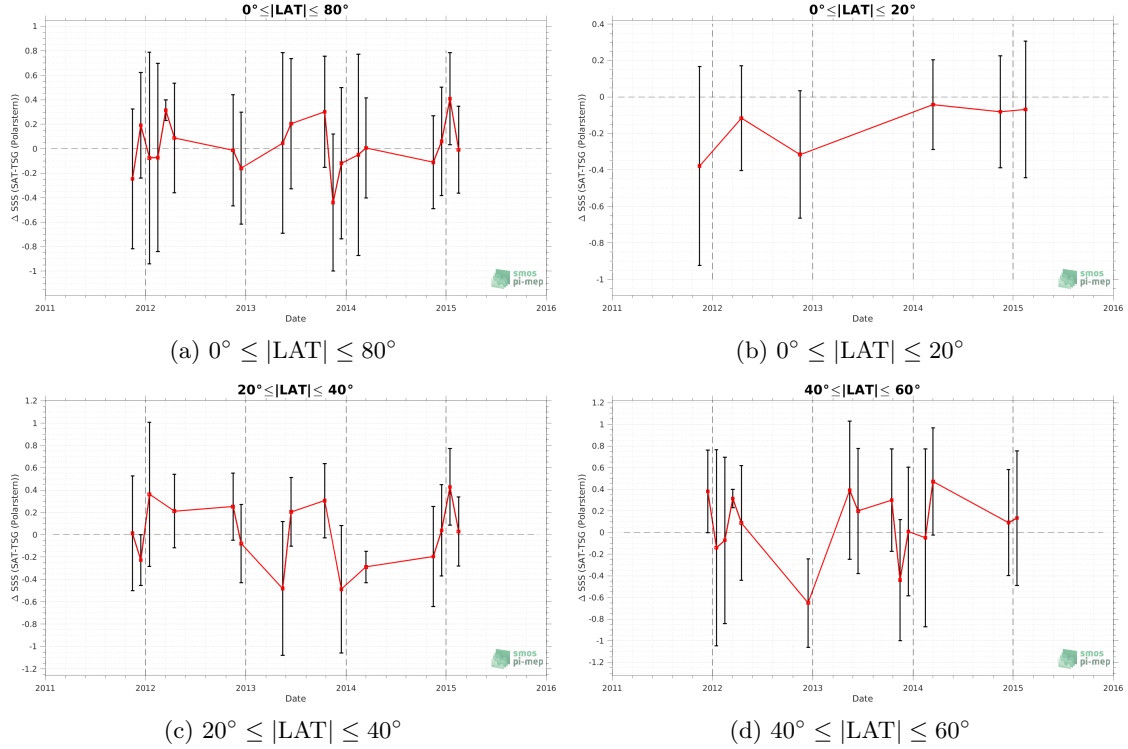 0°≤|LAT|≤ 80°
Δ SSS (SAT-TSG (Polarstern))
1
0.8
0.6
0.4
0.2
0
-0.2
-0.4
-0.6
-0.8
-1
smos
pi-mep
2011 2012 2013 2014 2015 2016
Date
(a) 0° ≤ |LAT| ≤ 80°
0°≤|LAT|≤ 20°
Δ SSS (SAT-TSG (Polarstern))
0.4
0.2
0
-0.2
-0.4
-0.6
-0.8
-1
smos
pi-mep
2011 2012 2013 2014 2015 2016
Date
(b) 0° ≤ |LAT| ≤ 20°
20°≤|LAT|≤ 40°
Δ SSS (SAT-TSG (Polarstern))
1.2
1
0.8
0.6
0.4
0.2
0
-0.2
-0.4
-0.6
-0.8
-1
-1.2
smos
pi-mep
2011 2012 2013 2014 2015 2016
Date
(c) 20° ≤ |LAT| ≤ 40°
40°≤|LAT|≤ 60°
Δ SSS (SAT-TSG (Polarstern))
1.2
1
0.8
0.6
0.4
0.2
0
-0.2
-0.4
-0.6
-0.8
-1
-1.2
smos
pi-mep
2011 2012 2013 2014 2015 2016
Date
(d) 40° ≤ |LAT| ≤ 60°